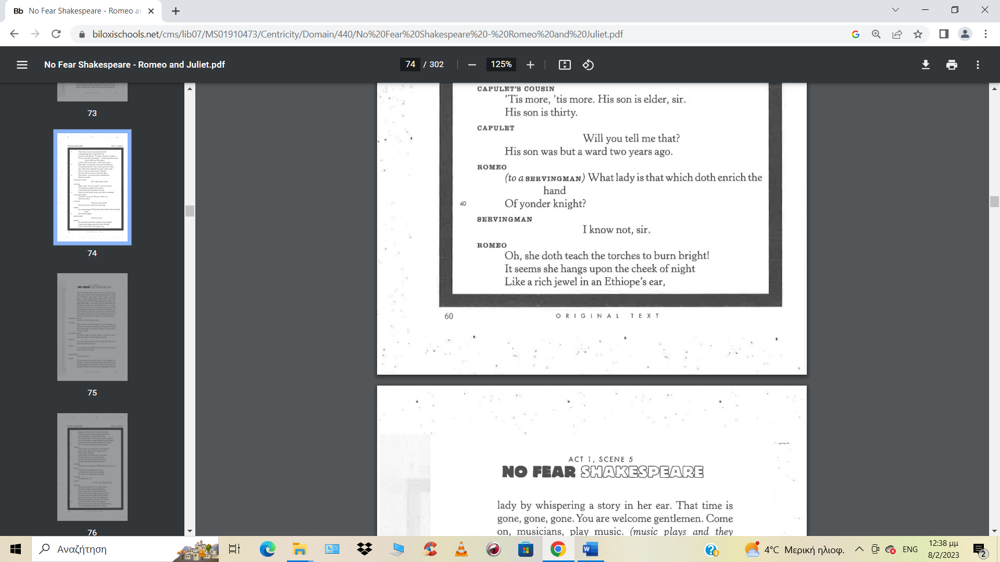 Bb No Fear Shakespeare - Romeo an
biloxischools.net/cms/lib07/MS01910473/Centricity/Domain/440/No%20Fear%20Shakespeare%20-%20Romeo%20and%20Juliet.pdf
No Fear Shakespeare - Romeo and Juliet.pdf
74 / 302
125%
73
74
75
76
CAPULET'S COUSIN
'Tis more, 'tis more. His son is elder, sir.
His son is thirty.
CAPULET
Will you tell me that?
His son was but a ward two years ago.
ROMEO
(to a SERVINGMAN) What lady is that which doth enrich the
hand
40 Of yonder knight?
SERVINGMAN
I know not, sir.
ROMEO
Oh, she doth teach the torches to burn bright!
It seems she hangs upon the cheek of night
Like a rich jewel in an Ethiope's ear,
60 ORIGINAL TEXT
ACT 1, SCENE 5
NO FEAR SHAKESPEARE
lady by whispering a story in her ear. That time is
gone, gone, gone. You are welcome gentlemen. Come
on, musicians, play music. (music plays and they
Αναζήτηση
4°C Μερική ηλιοφ.
ENG
12:38 μμ
8/2/2023
2